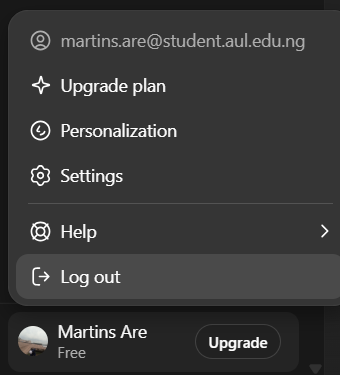 martins.are@student.aul.edu.ng
Upgrade plan
Personalization
Settings
Help
Log out
Martins Are
Free
Upgrade